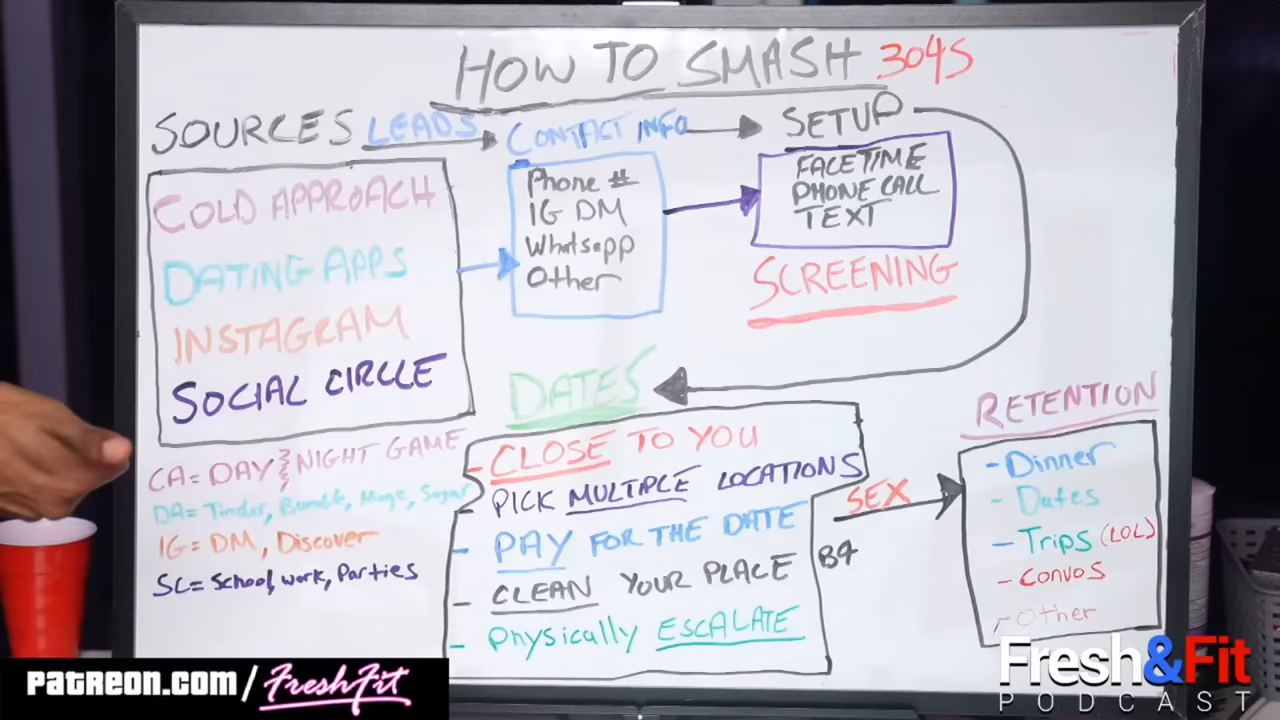 HOW TO SMASH 304S
SOURCES LEADS CONTACT INFO SETUP
COLD APPROACH
DATING APPS
INSTAGRAM
SOCIAL CIRCLE
CA= DAY & NIGHT GAME
DA= Tinder, Bumble, Hinge, Sugar
IG= DM, Discover
SC= School, work, Parties
Phone #
IG DM
Whatsapp
Other
FACETIME
PHONE CALL
TEXT
SCREENING
DATES
- CLOSE TO YOU
- PICK MULTIPLE LOCATIONS
- PAY FOR THE DATE
- CLEAN YOUR PLACE B4
- Physically ESCALATE
SEX
RETENTION
- Dinner
- Dates
- Trips (LOL)
- Convos
- Other
PATREON.COM/FreshFit
Fresh&Fit
PODCAST